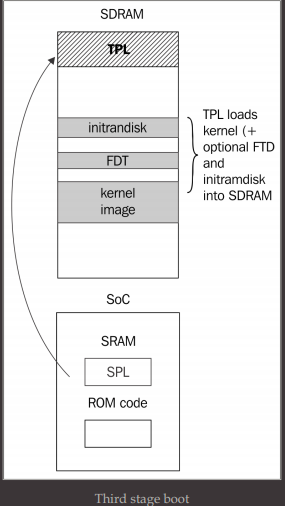 SDRAM
TPL
initrandisk
FDT
kernel
image
TPL loads
kernel (+
optional FTD
and
initramdisk
into SDRAM
SoC
SRAM
SPL
ROM code
Third stage boot